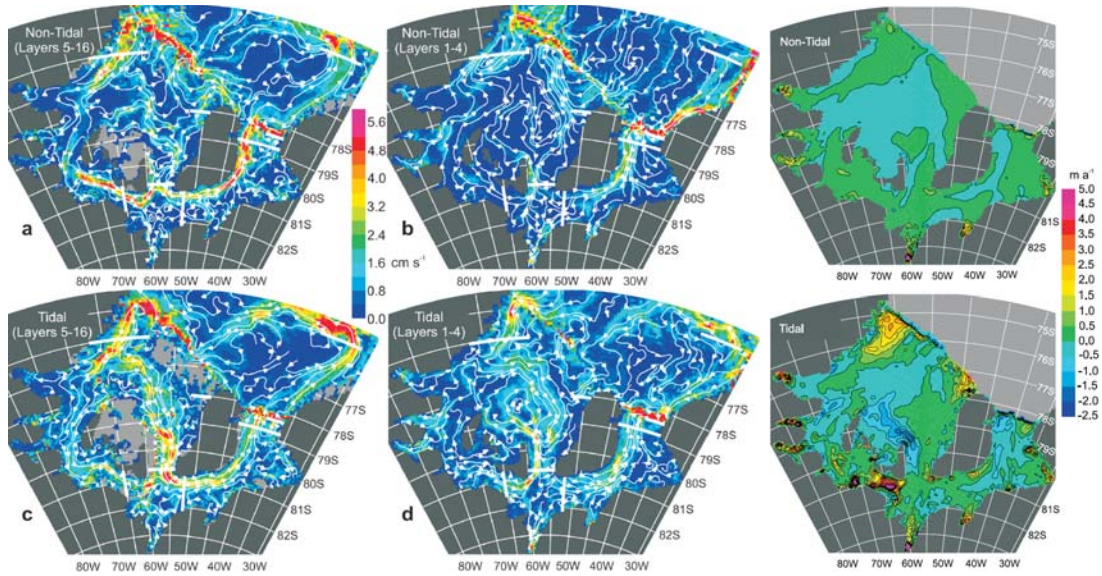 Non-Tidal
(Layers 5-16)
a
78S
79S
80S
81S
82S
80W 70W 60W 50W 40W 30W
5.6
4.8
4.0
3.2
2.4
1.6
0.8
0.0
cm s⁻¹
Non-Tidal
(Layers 1-4)
b
77S
78S
79S
80S
81S
82S
80W 70W 60W 50W 40W 30W
Non-Tidal
75S
76S
77S
78S
79S
80S
81S
80W 70W 60W 50W 40W 30W
m a⁻¹
5.0
4.5
4.0
3.5
3.0
2.5
2.0
1.5
1.0
0.5
0.0
-0.5
-1.0
-1.5
-2.0
-2.5
Tidal
(Layers 5-16)
c
77S
78S
79S
80S
81S
82S
80W 70W 60W 50W 40W 30W
Tidal
(Layers 1-4)
d
77S
78S
79S
80S
81S
82S
80W 70W 60W 50W 40W 30W
Tidal
75S
76S
77S
78S
79S
80S
81S
82S
80W 70W 60W 50W 40W 30W